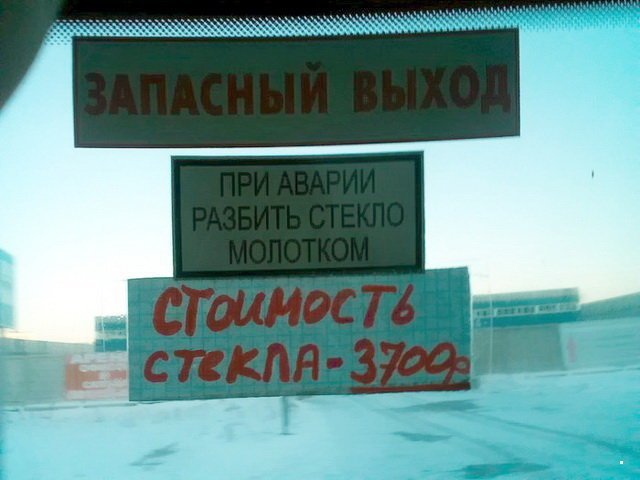 ЗАПАСНЫЙ ВЫХОД
ПРИ АВАРИИ
РАЗБИТЬ СТЕКЛО
МОЛОТКОМ
СТОИМОСТЬ
СТЕКЛА-3700р